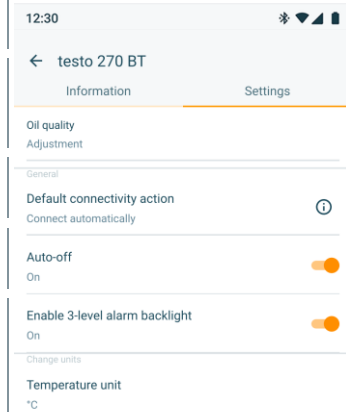 12:30
testo 270 BT
Information Settings
Oil quality
Adjustment
General
Default connectivity action
Connect automatically
Auto-off
On
Enable 3-level alarm backlight
On
Change units
Temperature unit
°C